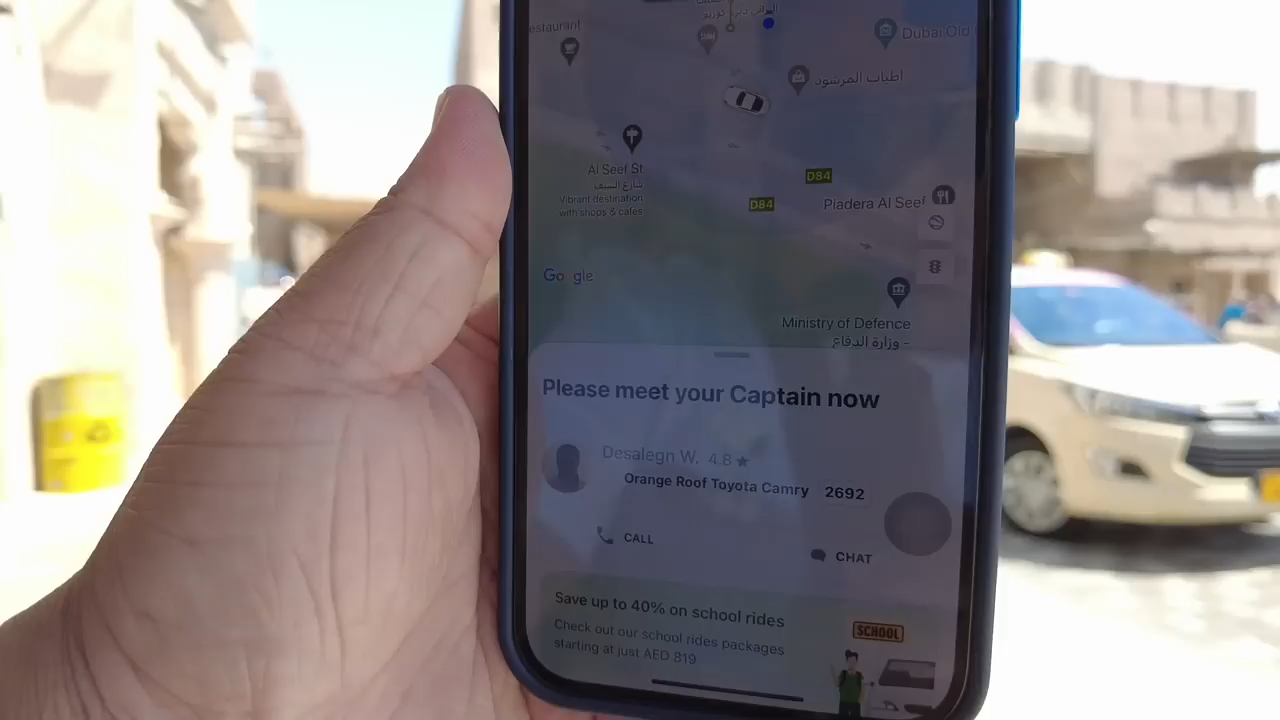 estaurant
Dubai Old
Al Seef St
شارع السيف
Vibrant destination
with shops & cafes
D84
D84
Piadera Al Seef
Google
Ministry of Defence
وزارة الدفاع -
Please meet your Captain now
Desalegn W. 4.8★
Orange Roof Toyota Camry 2692
CALL
CHAT
Save up to 40% on school rides
Check out our school rides packages
starting at just AED 819
SCHOOL